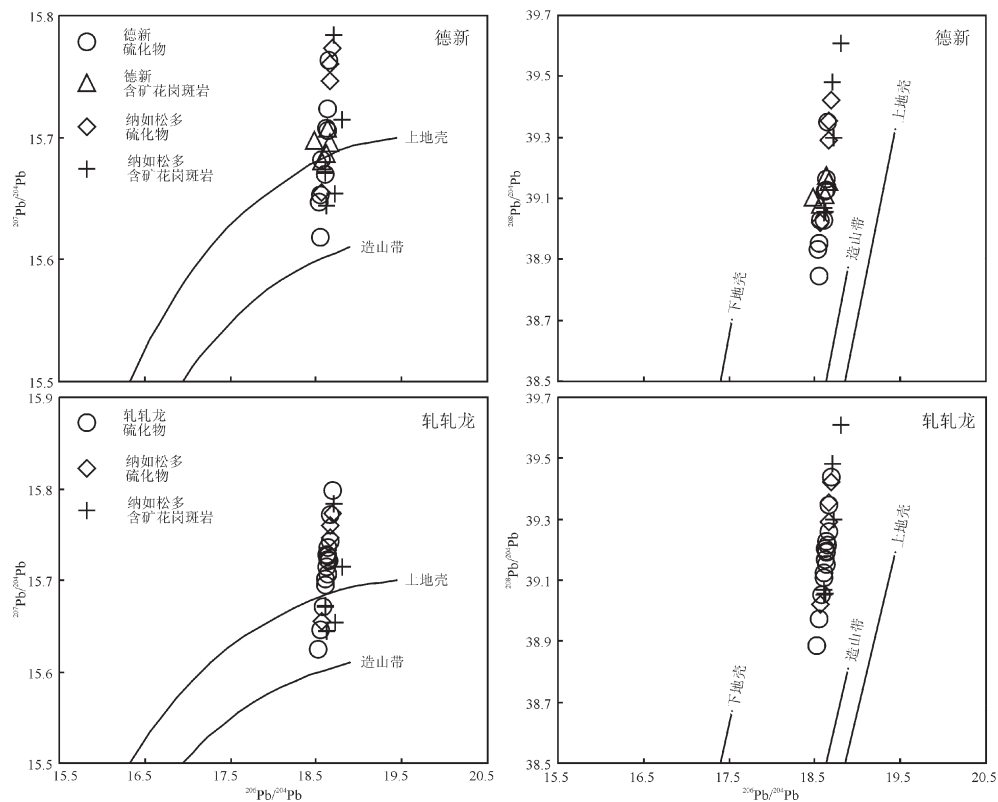 15.8
15.7
15.6
15.5
²⁰⁷Pb/²⁰⁴Pb
德新
硫化物
德新
含矿花岗斑岩
纳如松多
硫化物
纳如松多
含矿花岗斑岩
德新
上地壳
造山带
39.7
39.5
39.3
39.1
38.9
38.7
38.5
²⁰⁸Pb/²⁰⁴Pb
德新
下地壳
造山带
上地壳
15.9
15.8
15.7
15.6
15.5
²⁰⁷Pb/²⁰⁴Pb
轧轧龙
硫化物
纳如松多
硫化物
纳如松多
含矿花岗斑岩
轧轧龙
上地壳
造山带
15.5 16.5 17.5 18.5 19.5 20.5
²⁰⁶Pb/²⁰⁴Pb
39.7
39.5
39.3
39.1
38.9
38.7
38.5
²⁰⁸Pb/²⁰⁴Pb
轧轧龙
下地壳
造山带
上地壳
15.5 16.5 17.5 18.5 19.5 20.5
²⁰⁶Pb/²⁰⁴Pb